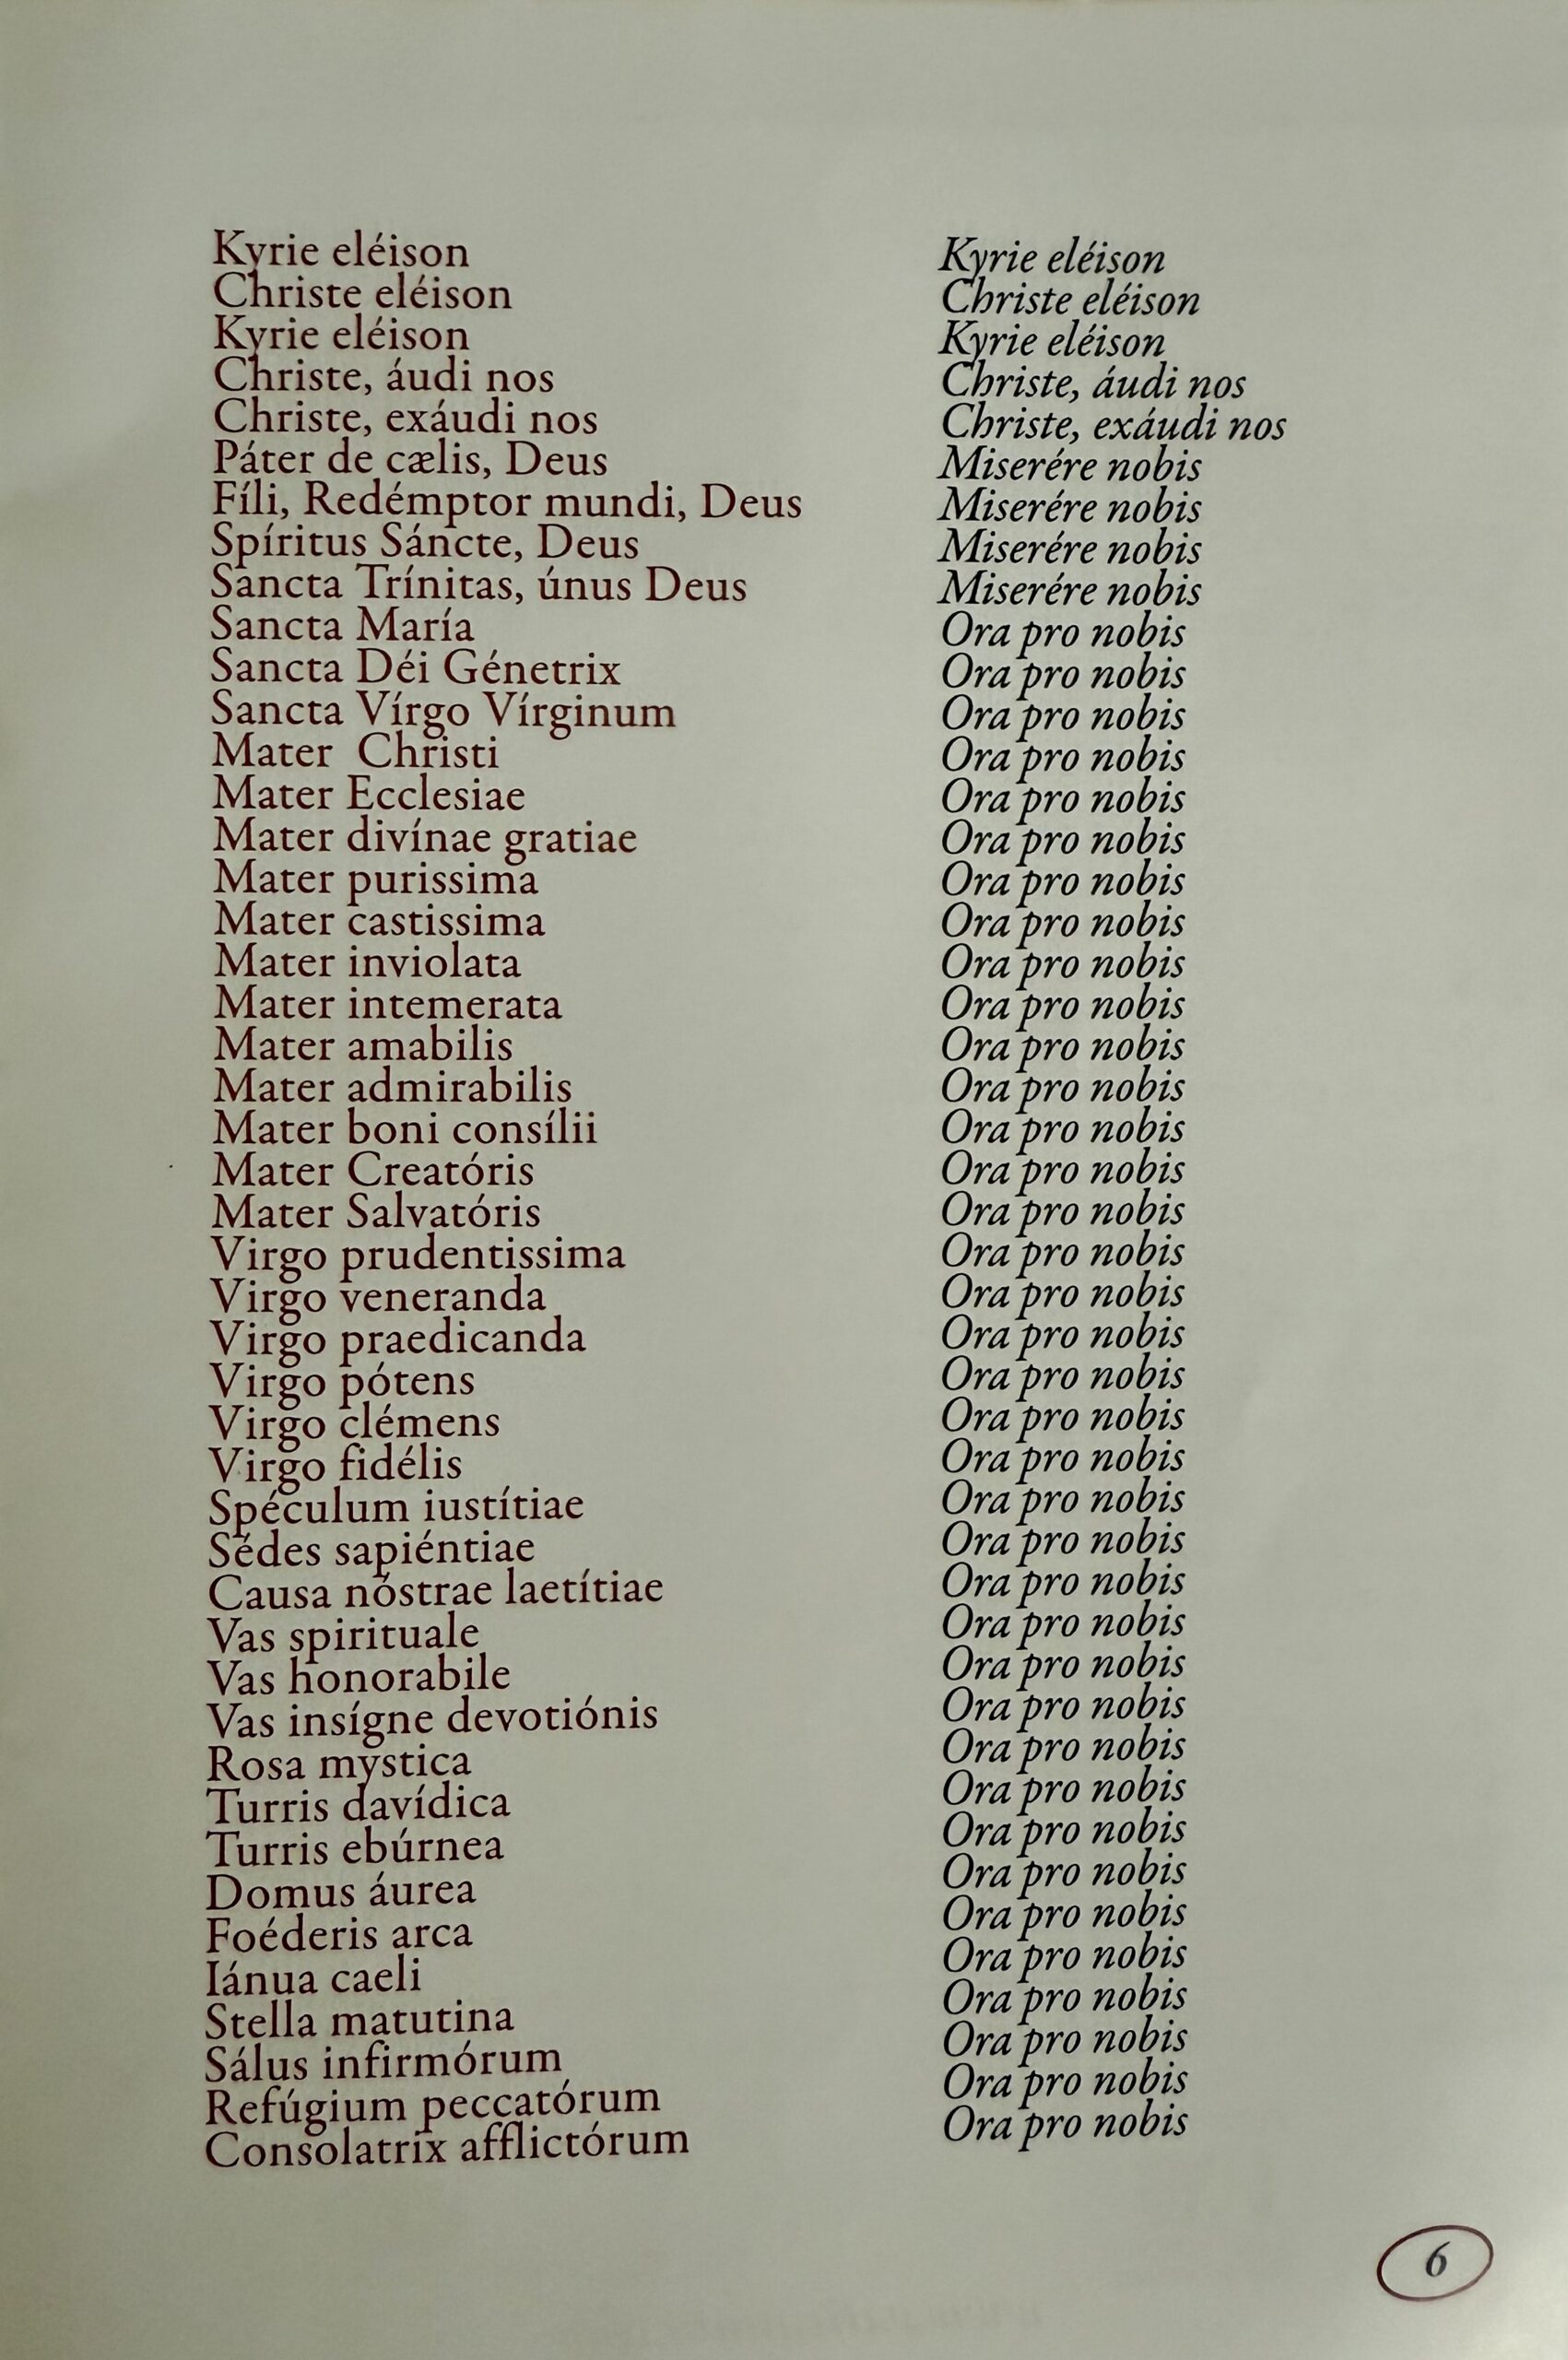 Kyrie eléison Kyrie eléison
Christe eléison Christe eléison
Kyrie eléison Kyrie eléison
Christe, áudi nos Christe, áudi nos
Christe, exáudi nos Christe, exáudi nos
Páter de cælis, Deus Miserére nobis
Fíli, Redémptor mundi, Deus Miserére nobis
Spíritus Sáncte, Deus Miserére nobis
Sancta Trínitas, únus Deus Miserére nobis
Sancta María Ora pro nobis
Sancta Déi Génetrix Ora pro nobis
Sancta Vírgo Vírginum Ora pro nobis
Mater Christi Ora pro nobis
Mater Ecclesiae Ora pro nobis
Mater divínae gratiae Ora pro nobis
Mater purissima Ora pro nobis
Mater castissima Ora pro nobis
Mater inviolata Ora pro nobis
Mater intemerata Ora pro nobis
Mater amabilis Ora pro nobis
Mater admirabilis Ora pro nobis
Mater boni consílii Ora pro nobis
Mater Creatóris Ora pro nobis
Mater Salvatóris Ora pro nobis
Virgo prudentissima Ora pro nobis
Virgo veneranda Ora pro nobis
Virgo praedicanda Ora pro nobis
Virgo pótens Ora pro nobis
Virgo clémens Ora pro nobis
Virgo fidélis Ora pro nobis
Spéculum iustítiae Ora pro nobis
Sédes sapiéntiae Ora pro nobis
Causa nóstrae laetítiae Ora pro nobis
Vas spirituale Ora pro nobis
Vas honorabile Ora pro nobis
Vas insígne devotiónis Ora pro nobis
Rosa mystica Ora pro nobis
Turris davídica Ora pro nobis
Turris ebúrnea Ora pro nobis
Domus áurea Ora pro nobis
Foéderis arca Ora pro nobis
Iánua caeli Ora pro nobis
Stella matutina Ora pro nobis
Sálus infirmórum Ora pro nobis
Refúgium peccatórum Ora pro nobis
Consolatrix afflictórum Ora pro nobis
6